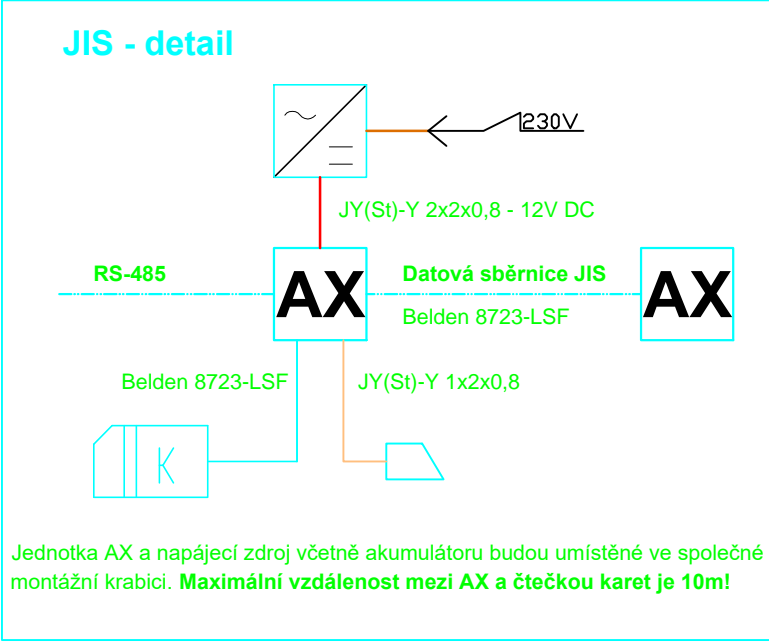 JIS - detail
230V
JY(St)-Y 2x2x0,8 - 12V DC
RS-485
AX
Datová sběrnice JIS
AX
Belden 8723-LSF
Belden 8723-LSF
JY(St)-Y 1x2x0,8
K
Jednotka AX a napájecí zdroj včetně akumulátoru budou umístěné ve společné
montážní krabici. Maximální vzdálenost mezi AX a čtečkou karet je 10m!